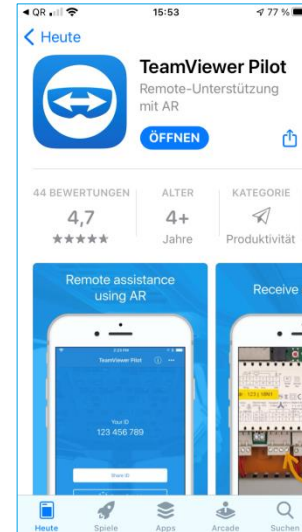 QR
15:53
77 %
Heute
TeamViewer Pilot
Remote-Unterstützung
mit AR
ÖFFNEN
44 BEWERTUNGEN
ALTER
KATEGORIE
4,7
4+
Jahre
Produktivität
Remote assistance
using AR
Receive
TeamViewer Pilot
Your ID
123 456 789
Share ID
Heute
Spiele
Apps
Arcade
Suchen